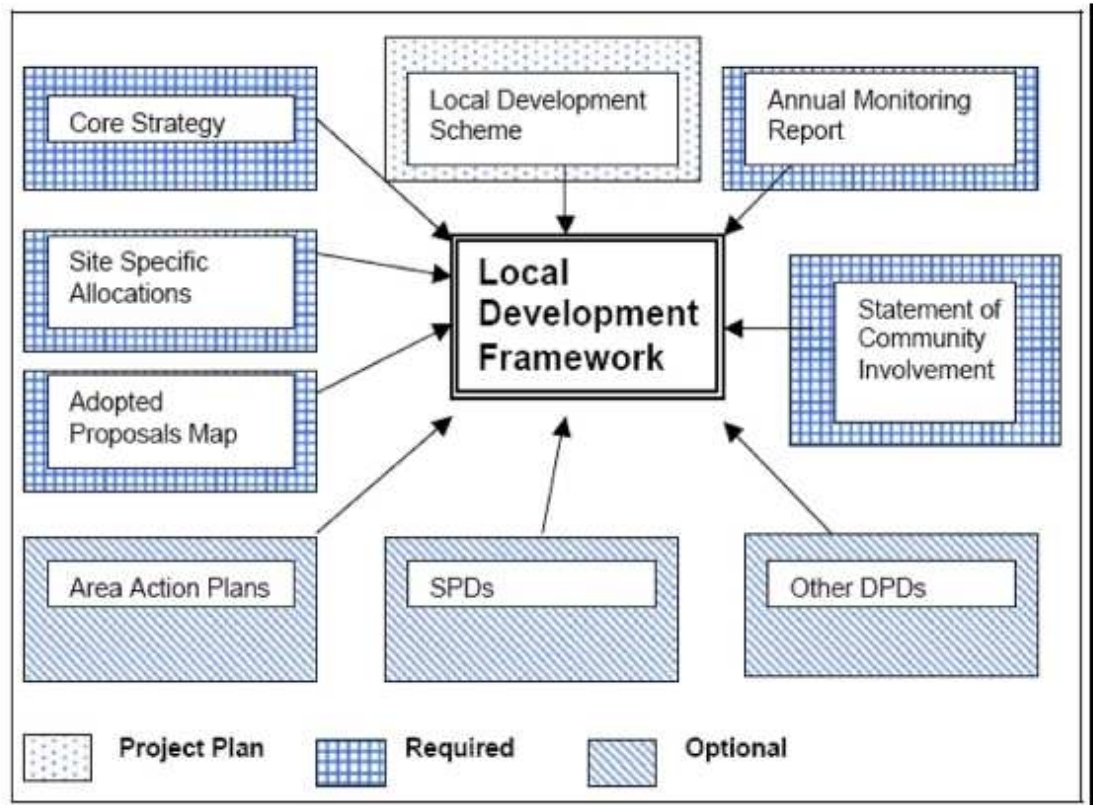 Core Strategy
Local Development
Scheme
Annual Monitoring
Report
Site Specific
Allocations
Local
Development
Framework
Statement of
Community
Involvement
Adopted
Proposals Map
Area Action Plans
SPDs
Other DPDs
Project Plan
Required
Optional